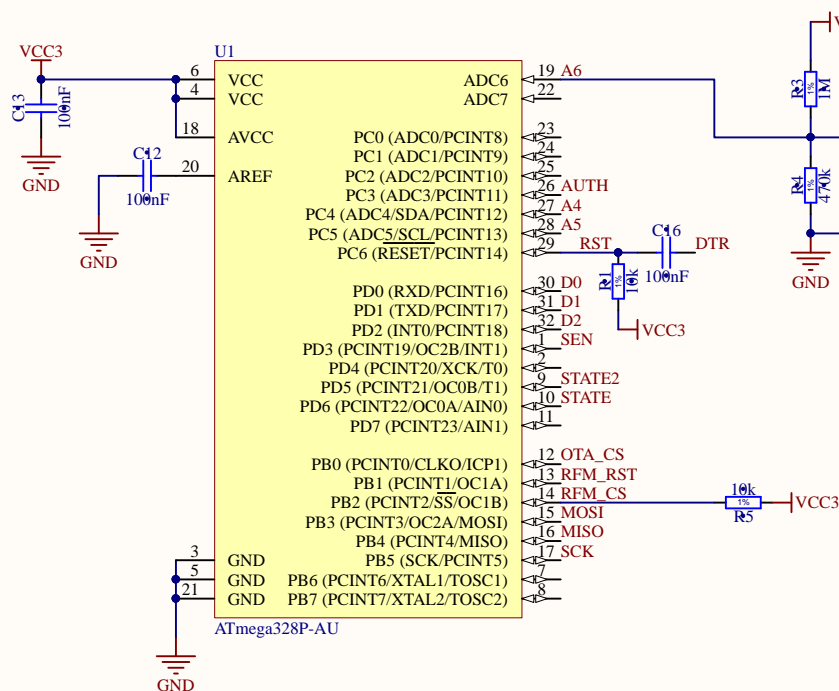 U1
VCC3
C13
100nF
GND
6 VCC
4 VCC
18 AVCC
20 AREF
C12
100nF
GND
3 GND
5 GND
21 GND
GND
ADC6 19 A6
ADC7 22
PC0 (ADC0/PCINT8) 23
PC1 (ADC1/PCINT9) 24
PC2 (ADC2/PCINT10) 25
PC3 (ADC3/PCINT11) 26 AUTH
PC4 (ADC4/SDA/PCINT12) 27 A4
PC5 (ADC5/SCL/PCINT13) 28 A5
PC6 (RESET/PCINT14) 29 RST
C16
100nF
DTR
R1
1%
10k
VCC3
PD0 (RXD/PCINT16) 30 D0
PD1 (TXD/PCINT17) 31 D1
PD2 (INT0/PCINT18) 32 D2
PD3 (PCINT19/OC2B/INT1) 1 SEN
PD4 (PCINT20/XCK/T0) 2
PD5 (PCINT21/OC0B/T1) 9 STATE2
PD6 (PCINT22/OC0A/AIN0) 10 STATE
PD7 (PCINT23/AIN1) 11
PB0 (PCINT0/CLKO/ICP1) 12 OTA_CS
PB1 (PCINT1/OC1A) 13 RFM_RST
PB2 (PCINT2/SS/OC1B) 14 RFM_CS
PB3 (PCINT3/OC2A/MOSI) 15 MOSI
PB4 (PCINT4/MISO) 16 MISO
PB5 (SCK/PCINT5) 17 SCK
PB6 (PCINT6/XTAL1/TOSC1) 7
PB7 (PCINT7/XTAL2/TOSC2) 8
10k
1%
R5
VCC3
R3
1%
1M
R4
1%
470k
GND
ATmega328P-AU